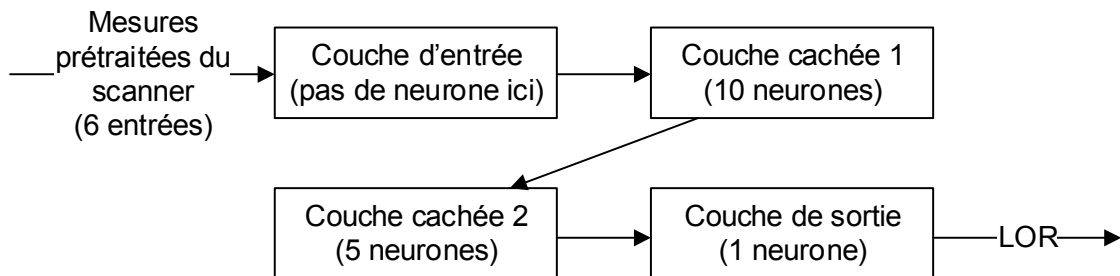 Mesures
prétraitées du
scanner
(6 entrées)
Couche d'entrée
(pas de neurone ici)
Couche cachée 1
(10 neurones)
Couche cachée 2
(5 neurones)
Couche de sortie
(1 neurone)
LOR